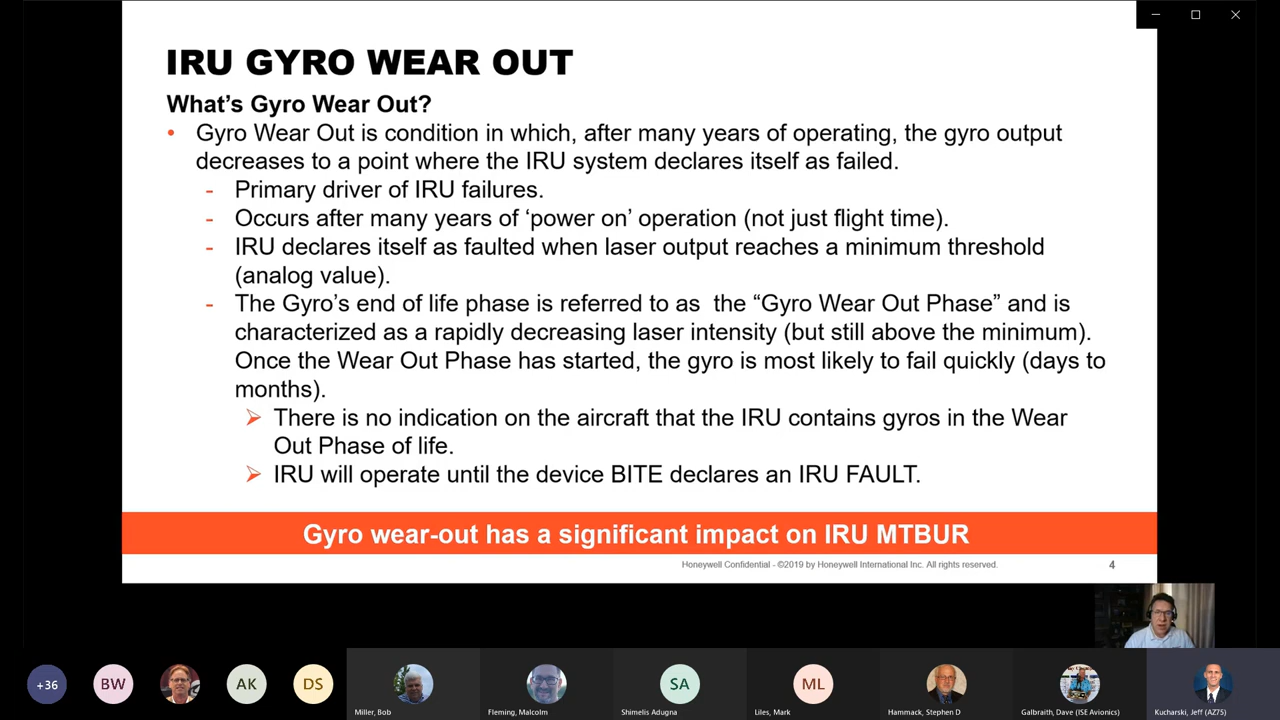 IRU GYRO WEAR OUT
What's Gyro Wear Out?
• Gyro Wear Out is condition in which, after many years of operating, the gyro output
decreases to a point where the IRU system declares itself as failed.
- Primary driver of IRU failures.
- Occurs after many years of 'power on' operation (not just flight time).
- IRU declares itself as faulted when laser output reaches a minimum threshold
(analog value).
- The Gyro's end of life phase is referred to as the “Gyro Wear Out Phase” and is
characterized as a rapidly decreasing laser intensity (but still above the minimum).
Once the Wear Out Phase has started, the gyro is most likely to fail quickly (days to
months).
➢ There is no indication on the aircraft that the IRU contains gyros in the Wear
Out Phase of life.
➢ IRU will operate until the device BITE declares an IRU FAULT.
Gyro wear-out has a significant impact on IRU MTBUR
Honeywell Confidential - ©2019 by Honeywell International Inc. All rights reserved.
4
+36
BW
AK
DS
SA
ML
Miller, Bob
Fleming, Malcolm
Shimelis Adugna
Liles, Mark
Hammack, Stephen D
Galbraith, Dave (ISE Avionics)
Kucharski, Jeff (AZ75)